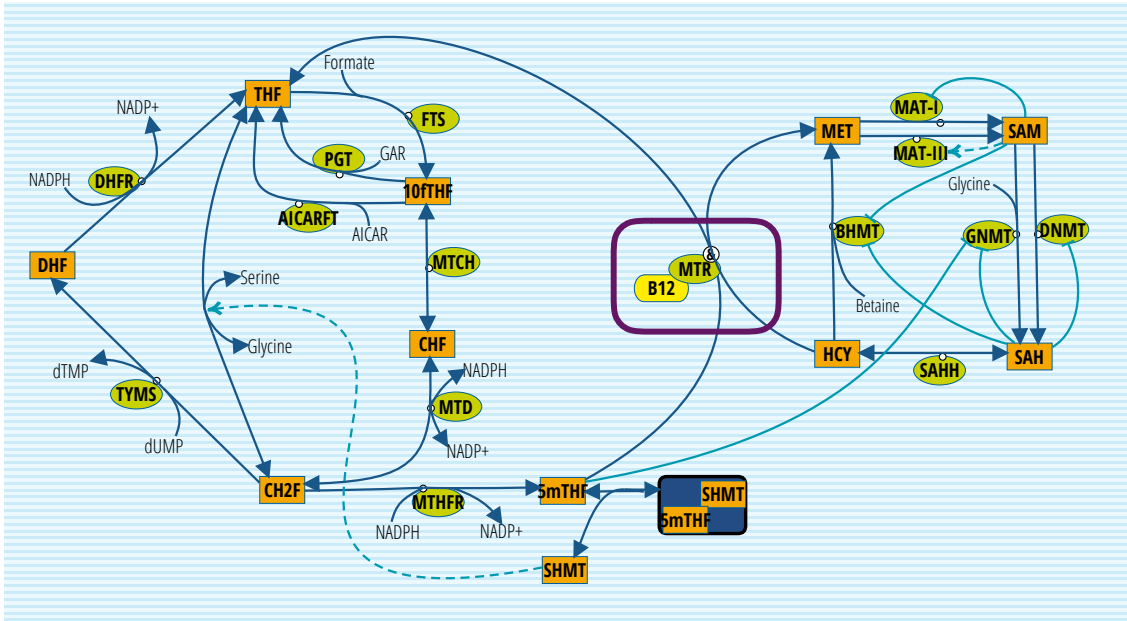 Formate
THF
NADP+
FTS
MAT-I
MET
SAM
MAT-III
PGT
GAR
NADPH
DHFR
10fTHF
Glycine
AICARFT
AICAR
BHMT
GNMT
DNMT
DHF
MTCH
&
MTR
B12
Serine
Betaine
Glycine
CHF
HCY
SAH
SAHH
dTMP
NADPH
TYMS
MTD
dUMP
NADP+
CH2F
5mTHF
SHMT
MTHFR
NADPH
NADP+
5mTHF
SHMT